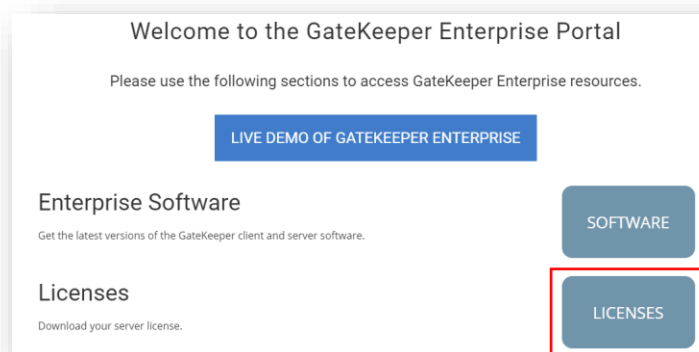 Welcome to the GateKeeper Enterprise Portal
Please use the following sections to access GateKeeper Enterprise resources.
LIVE DEMO OF GATEKEEPER ENTERPRISE
Enterprise Software
Get the latest versions of the GateKeeper client and server software.
SOFTWARE
Licenses
Download your server license.
LICENSES